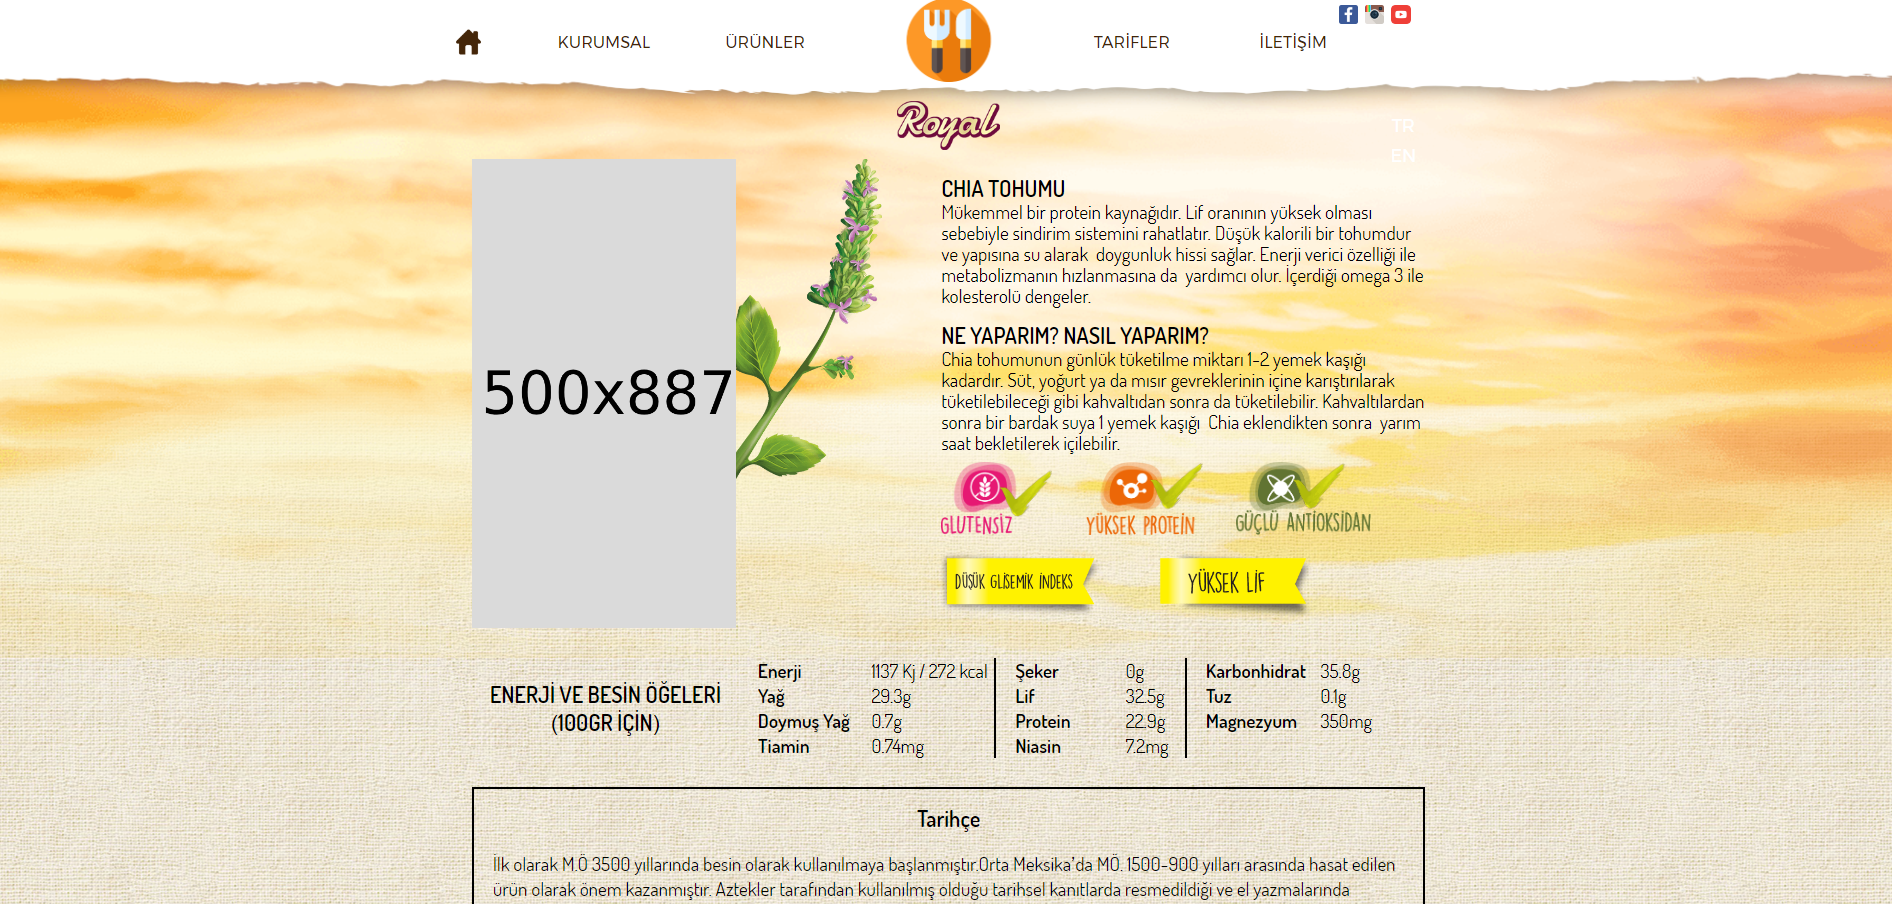 KURUMSAL
ÜRÜNLER
TARİFLER
İLETİŞİM
Royal
TR
EN
500x887
CHIA TOHUMU
Mükemmel bir protein kaynağıdır. Lif oranının yüksek olması
sebebiyle sindirim sistemini rahatlatır. Düşük kalorili bir tohumdur
ve yapısına su alarak doygunluk hissi sağlar. Enerji verici özelliği ile
metabolizmanın hızlanmasına da yardımcı olur. İçerdiği omega 3 ile
kolesterolü dengeler.
NE YAPARIM? NASIL YAPARIM?
Chia tohumunun günlük tüketilme miktarı 1-2 yemek kaşığı
kadardır. Süt, yoğurt ya da mısır gevreklerinin içine karıştırılarak
tüketilebileceği gibi kahvaltıdan sonra da tüketilebilir. Kahvaltılardan
sonra bir bardak suya 1 yemek kaşığı Chia eklendikten sonra yarım
saat bekletilerek içilebilir.
GLUTENSİZ
YÜKSEK PROTEİN
GÜÇLÜ ANTİOKSİDAN
DÜŞÜK GLİSEMİK İNDEKS
YÜKSEK LİF
ENERJİ VE BESİN ÖĞELERİ
(100GR İÇİN)
Enerji 1137 Kj / 272 kcal
Yağ 29.3g
Doymuş Yağ 0.7g
Tiamin 0.74mg
Şeker 0g
Lif 32.5g
Protein 22.9g
Niasin 7.2mg
Karbonhidrat 35.8g
Tuz 0.1g
Magnezyum 350mg
Tarihçe
İlk olarak M.Ö 3500 yıllarında besin olarak kullanılmaya başlanmıştır.Orta Meksika’da MÖ. 1500-900 yılları arasında hasat edilen
ürün olarak önem kazanmıştır. Aztekler tarafından kullanılmış olduğu tarihsel kanıtlarda resmedildiği ve el yazmalarında